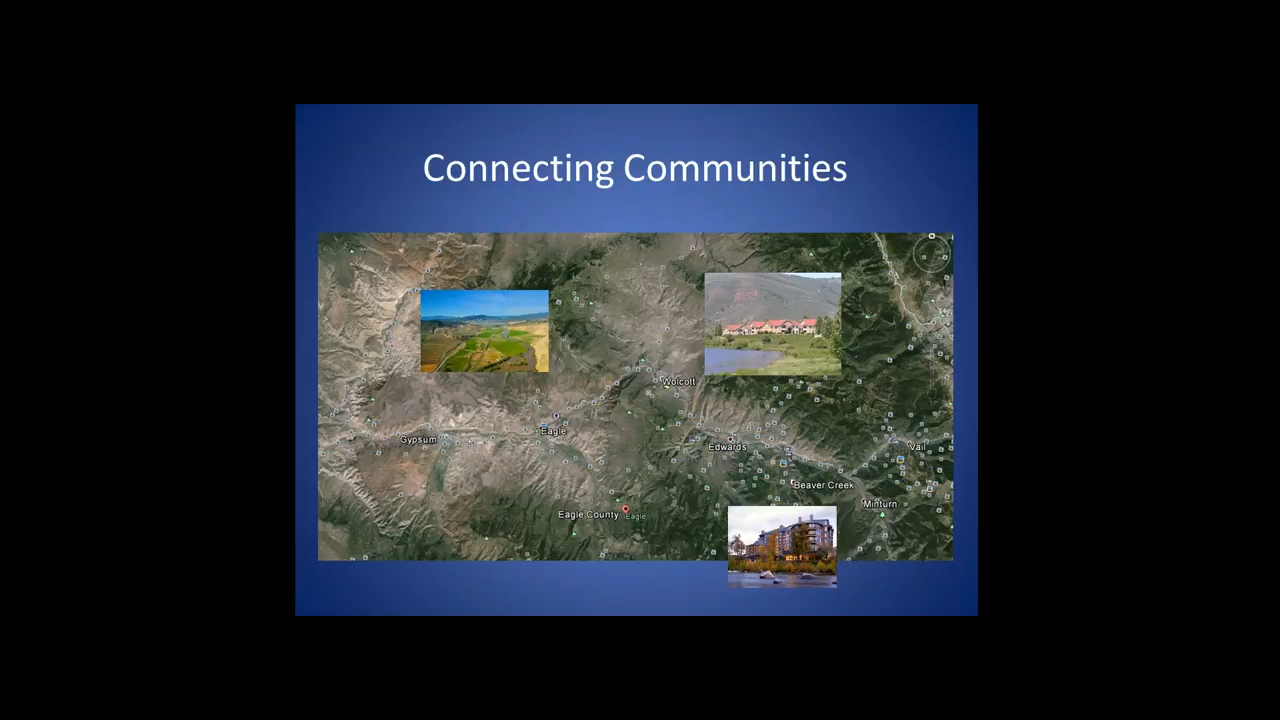 Connecting Communities
N
Wolcott
Gypsum
Eagle
Edwards
Vail
Beaver Creek
Minturn
Eagle County
Eagle